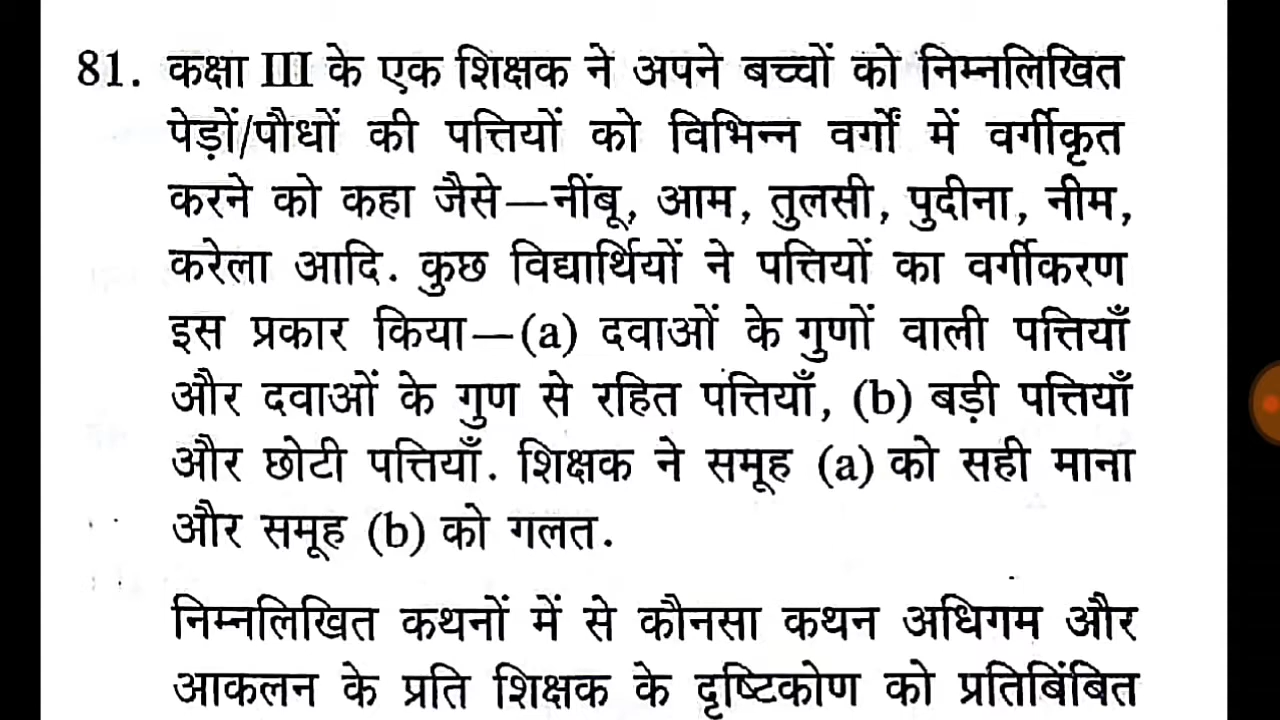 81. कक्षा III के एक शिक्षक ने अपने बच्चों को निम्नलिखित
पेड़ों/पौधों की पत्तियों को विभिन्न वर्गों में वर्गीकृत
करने को कहा जैसे—नींबू, आम, तुलसी, पुदीना, नीम,
करेला आदि. कुछ विद्यार्थियों ने पत्तियों का वर्गीकरण
इस प्रकार किया—(a) दवाओं के गुणों वाली पत्तियाँ
और दवाओं के गुण से रहित पत्तियाँ, (b) बड़ी पत्तियाँ
और छोटी पत्तियाँ. शिक्षक ने समूह (a) को सही माना
और समूह (b) को गलत.
निम्नलिखित कथनों में से कौनसा कथन अधिगम और
आकलन के प्रति शिक्षक के दृष्टिकोण को प्रतिबिंबित